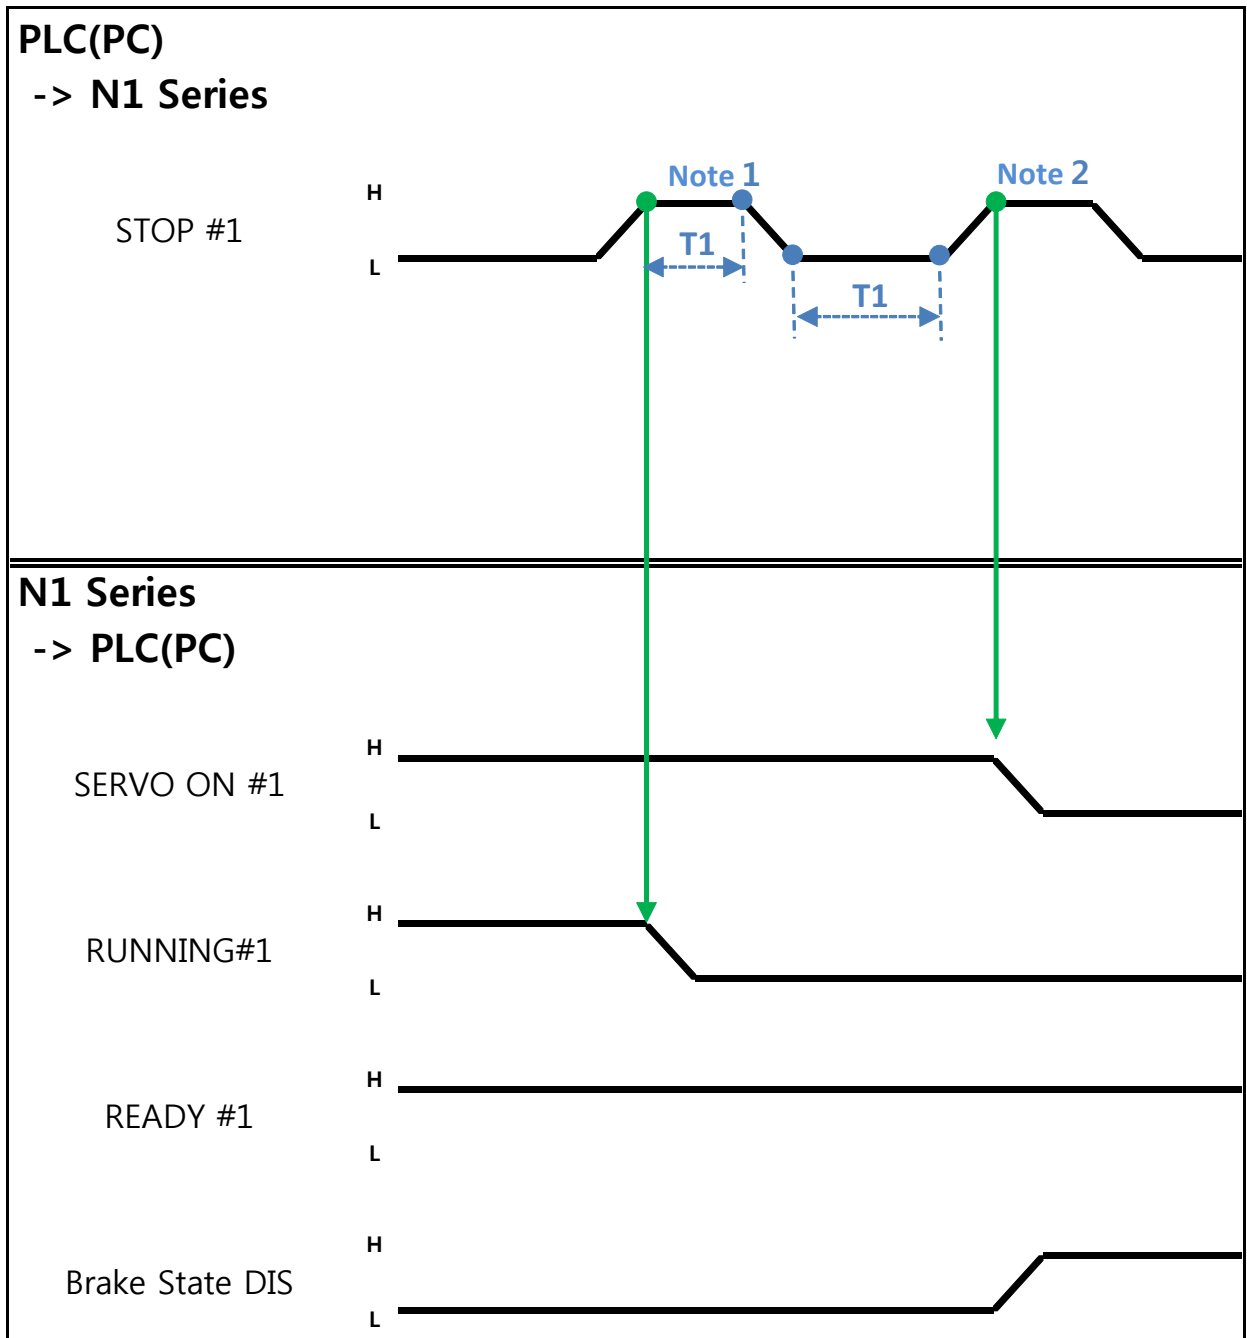 PLC(PC)
-> N1 Series
Note 1
Note 2
H
STOP #1
T1
L
T1
N1 Series
-> PLC(PC)
H
SERVO ON #1
L
H
RUNNING#1
L
H
READY #1
L
H
Brake State DIS
L